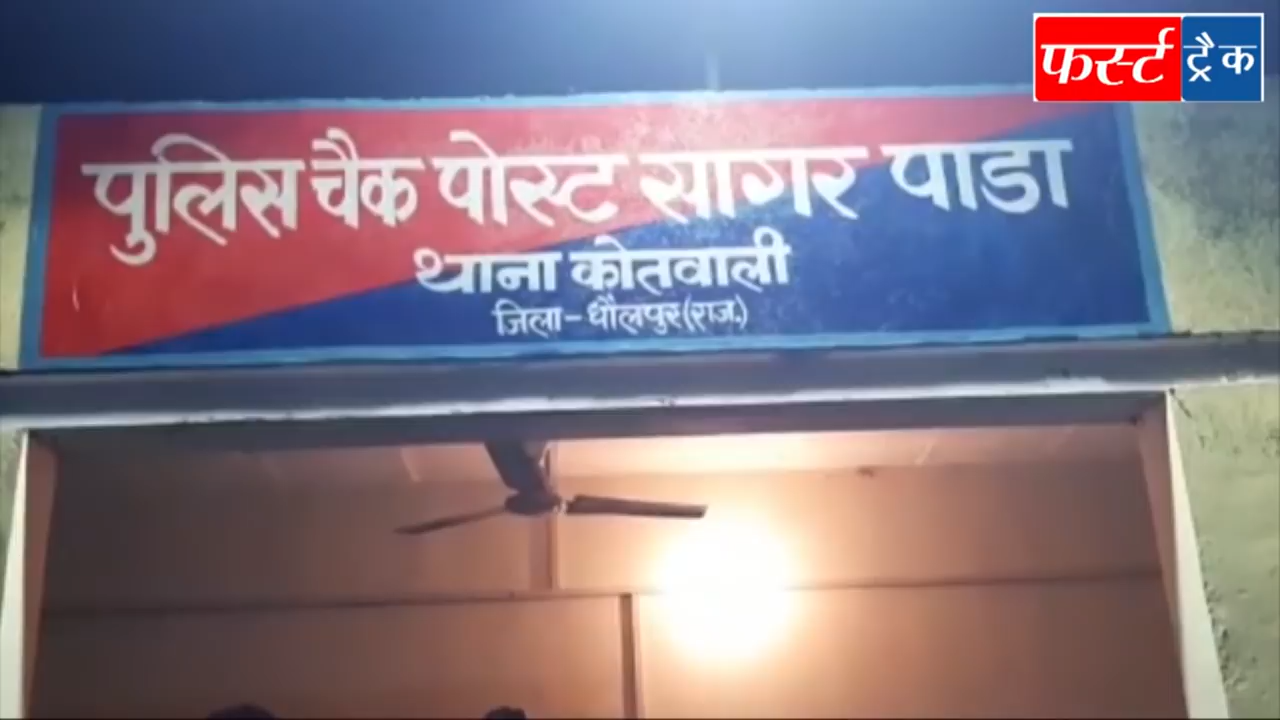 फर्स्ट ट्रैक
पुलिस चैक पोस्ट सागर पाडा
थाना कोतवाली
जिला-धौलपुर(राज.)